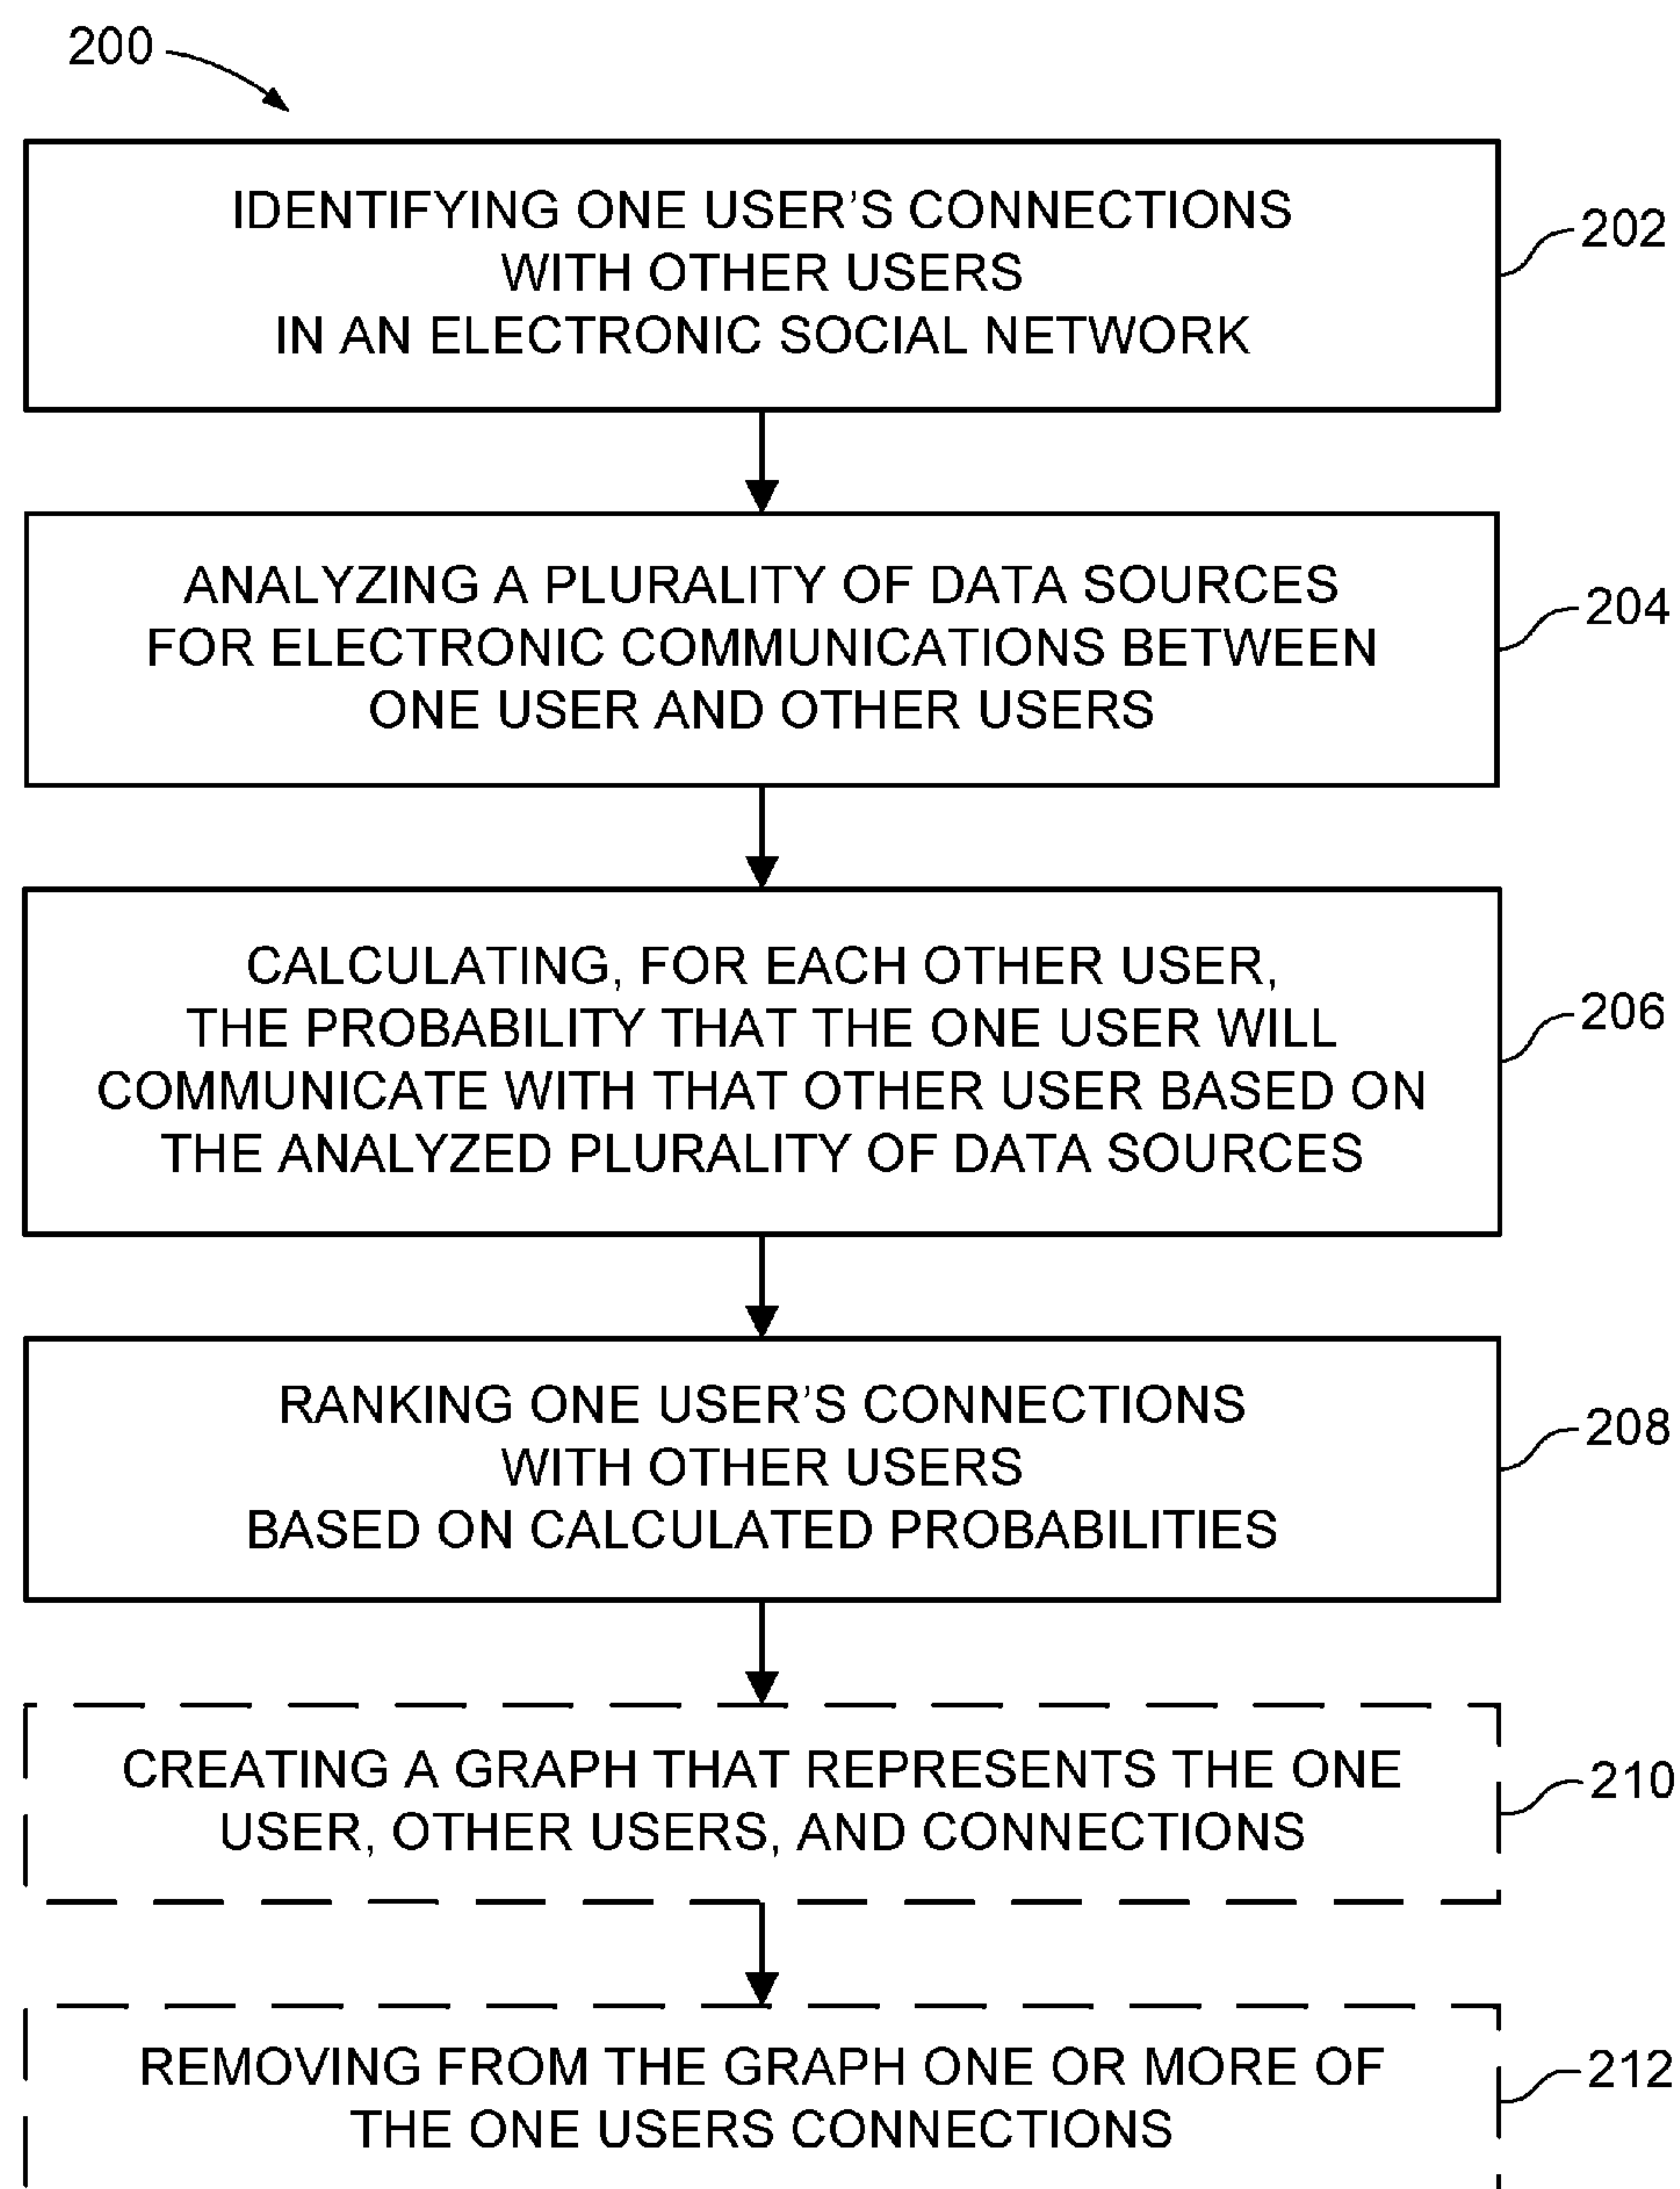 200
IDENTIFYING ONE USER'S CONNECTIONS
WITH OTHER USERS
IN AN ELECTRONIC SOCIAL NETWORK
202
ANALYZING A PLURALITY OF DATA SOURCES
FOR ELECTRONIC COMMUNICATIONS BETWEEN
ONE USER AND OTHER USERS
204
CALCULATING, FOR EACH OTHER USER,
THE PROBABILITY THAT THE ONE USER WILL
COMMUNICATE WITH THAT OTHER USER BASED ON
THE ANALYZED PLURALITY OF DATA SOURCES
206
RANKING ONE USER'S CONNECTIONS
WITH OTHER USERS
BASED ON CALCULATED PROBABILITIES
208
CREATING A GRAPH THAT REPRESENTS THE ONE
USER, OTHER USERS, AND CONNECTIONS
210
REMOVING FROM THE GRAPH ONE OR MORE OF
THE ONE USERS CONNECTIONS
212